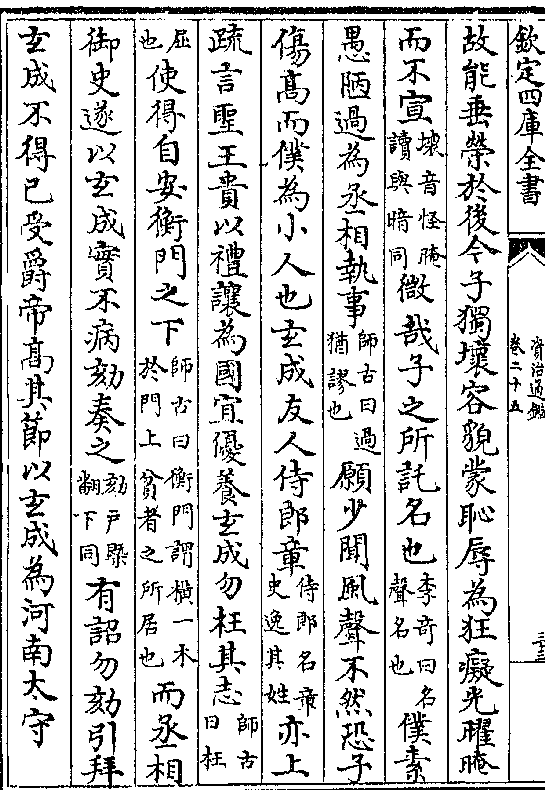 欽定四庫全書
資治通鑑
卷二十五
三三
故能垂榮於後今子獨壞容貌蒙恥辱為狂癡光曜晻
而不宣壞音怪晻讀與暗同微哉子之所託名也李奇曰名聲名也僕素
愚陋過為丞相執事師古曰過猶謬也願少聞風聲不然恐子
傷高而僕為小人也玄成友人侍郎章侍郎名章史逸其姓亦上
疏言聖王貴以禮讓為國宜優養玄成勿枉其志師古曰枉
屈也使得自安衡門之下師古曰衡門謂橫一木於門上貧者之所居也而丞相
御史遂以玄成實不病劾奏之劾戶槩翻下同有詔勿劾引拜
玄成不得已受爵帝高其節以玄成為河南太守